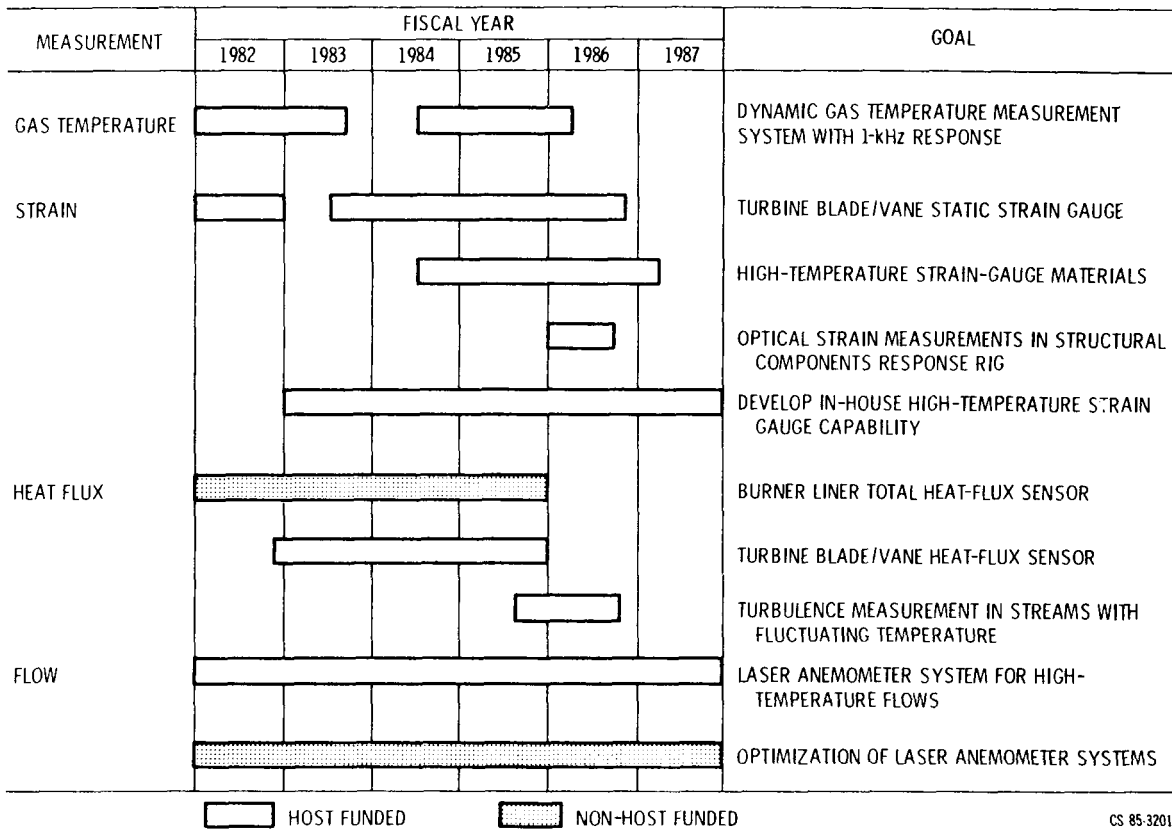 MEASUREMENT
FISCAL YEAR
GOAL
1982 1983 1984 1985 1986 1987
GAS TEMPERATURE
DYNAMIC GAS TEMPERATURE MEASUREMENT
SYSTEM WITH 1-kHz RESPONSE
STRAIN
TURBINE BLADE/VANE STATIC STRAIN GAUGE
HIGH-TEMPERATURE STRAIN-GAUGE MATERIALS
OPTICAL STRAIN MEASUREMENTS IN STRUCTURAL
COMPONENTS RESPONSE RIG
DEVELOP IN-HOUSE HIGH-TEMPERATURE STRAIN
GAUGE CAPABILITY
HEAT FLUX
BURNER LINER TOTAL HEAT-FLUX SENSOR
TURBINE BLADE/VANE HEAT-FLUX SENSOR
TURBULENCE MEASUREMENT IN STREAMS WITH
FLUCTUATING TEMPERATURE
FLOW
LASER ANEMOMETER SYSTEM FOR HIGH-
TEMPERATURE FLOWS
OPTIMIZATION OF LASER ANEMOMETER SYSTEMS
HOST FUNDED
NON-HOST FUNDED
CS 85-3201